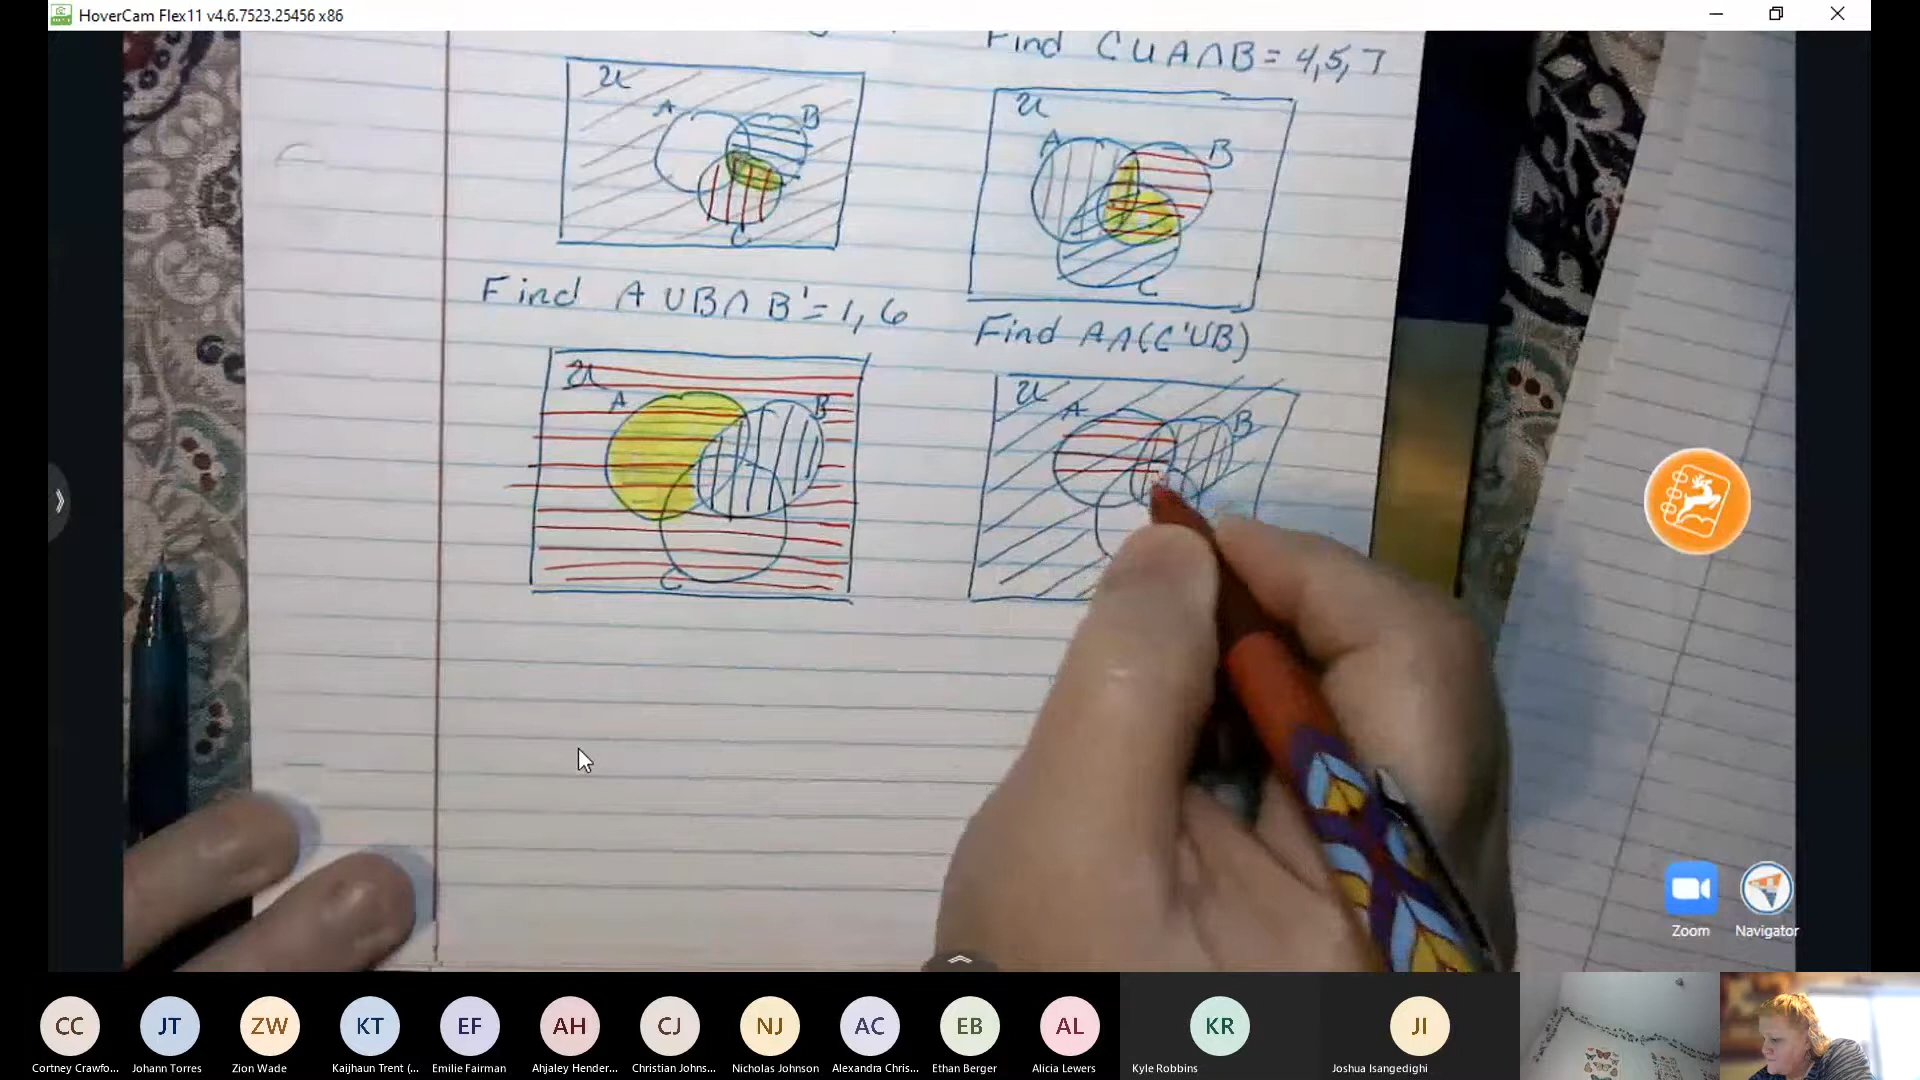 HoverCam Flex11 v4.6.7523.25456 x86
Find C ∪ A ∩ B = 4,5,7
U
A
B
C
U
A
B
C
Find A ∪ B ∩ B' = 1, 6
Find A ∩ (C' ∪ B)
U
A
B
C
U
A
B
Zoom
Navigator
CC
JT
ZW
KT
EF
AH
CJ
NJ
AC
EB
AL
KR
JI
Cortney Crawfo...
Johann Torres
Zion Wade
Kaijhaun Trent (...
Emilie Fairman
Ahjaley Hender...
Christian Johns...
Nicholas Johnson
Alexandra Chris...
Ethan Berger
Alicia Lewers
Kyle Robbins
Joshua Isangedighi